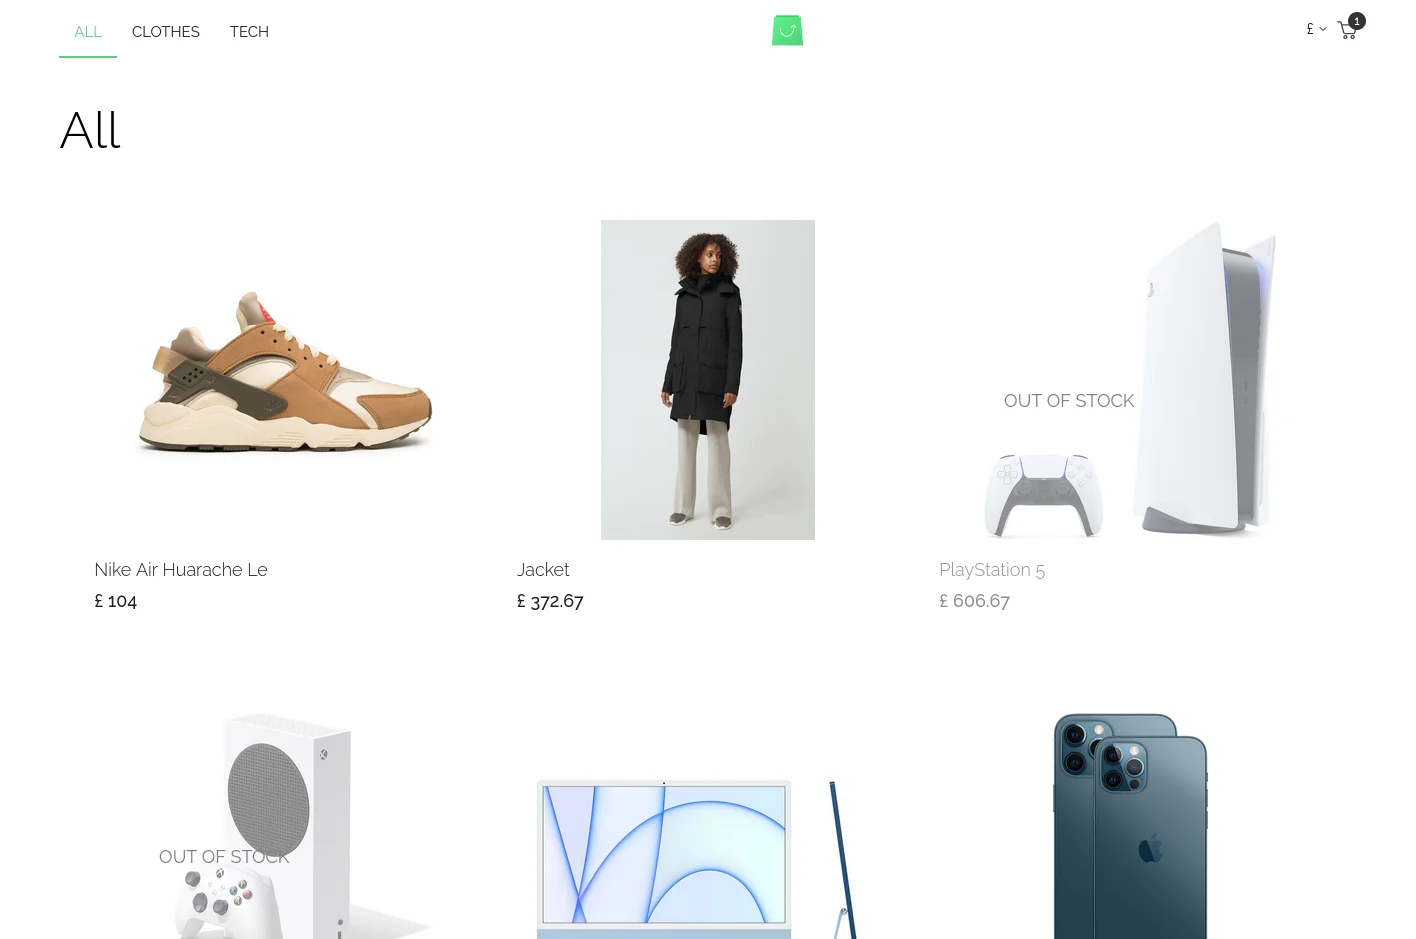 ALL CLOTHES TECH £ 1
All
OUT OF STOCK
Nike Air Huarache Le
£ 104
Jacket
£ 372.67
PlayStation 5
£ 606.67
OUT OF STOCK